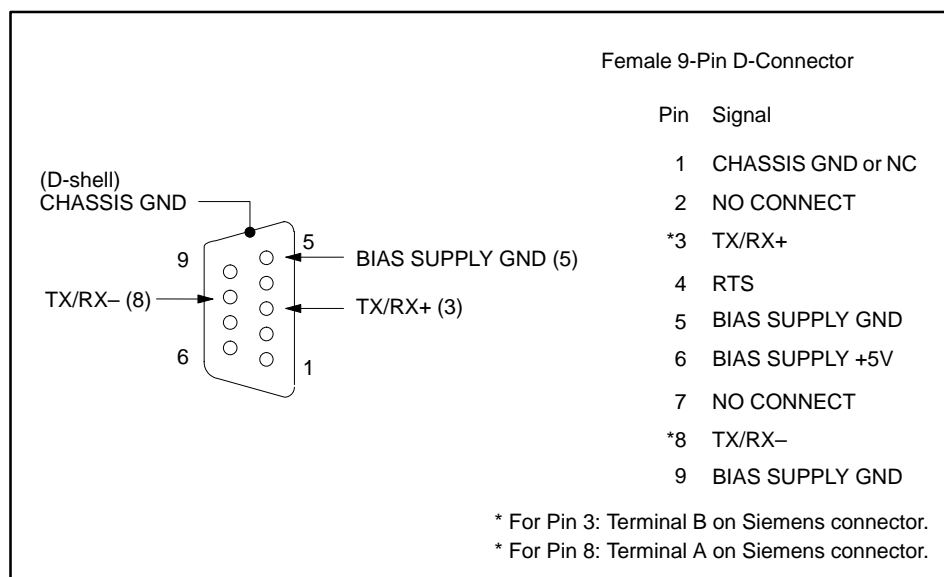 Female 9-Pin D-Connector
Pin Signal
1 CHASSIS GND or NC
2 NO CONNECT
*3 TX/RX+
4 RTS
5 BIAS SUPPLY GND
6 BIAS SUPPLY +5V
7 NO CONNECT
*8 TX/RX–
9 BIAS SUPPLY GND
* For Pin 3: Terminal B on Siemens connector.
* For Pin 8: Terminal A on Siemens connector.
(D-shell)
CHASSIS GND
5
9
BIAS SUPPLY GND (5)
TX/RX– (8)
TX/RX+ (3)
6
1